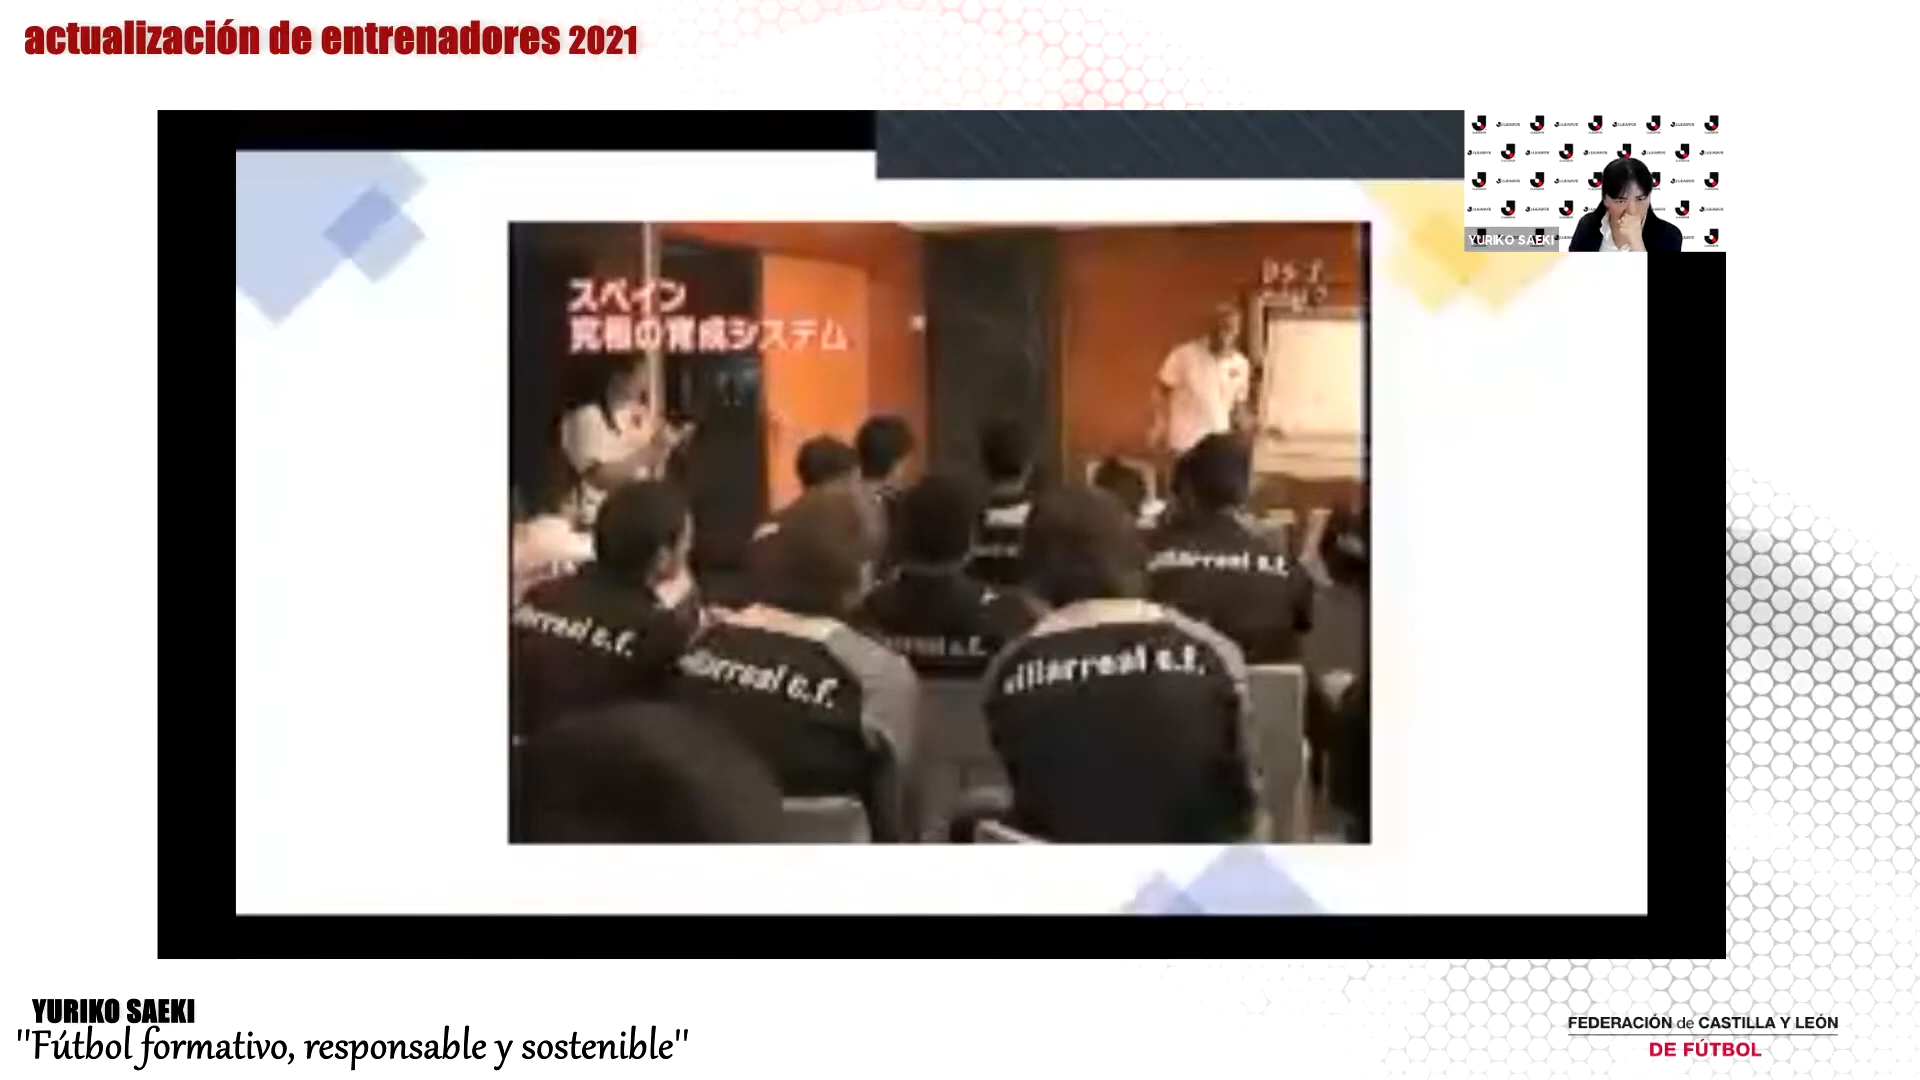 actualización de entrenadores 2021
YURIKO SAEKI
スペイン
究極の育成システム
villarreal c.f.
YURIKO SAEKI
"Fútbol formativo, responsable y sostenible"
FEDERACIÓN de CASTILLA Y LEÓN
DE FÚTBOL